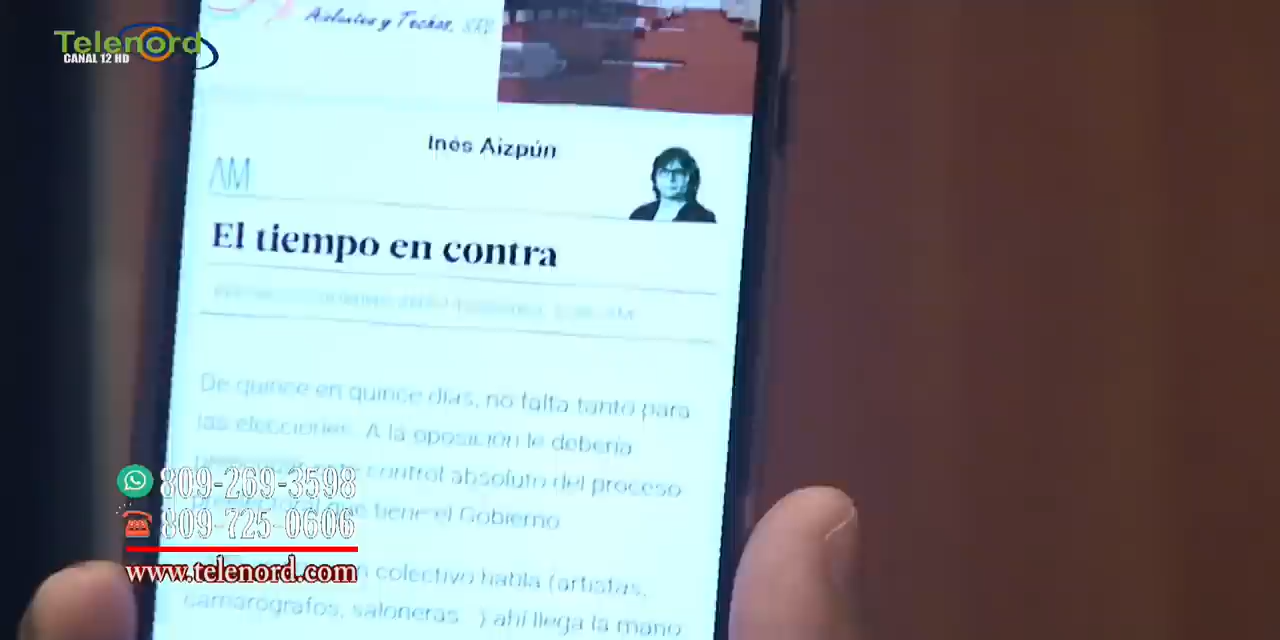 Telenord
CANAL 12 HD
Aislantes y Techos, SRL
Inés Aizpún
AM
El tiempo en contra
De quince en quince días, no falta tanto para
las elecciones. A la oposición le debería
control absoluto del proceso
que tiene el Gobierno
colectivo habla (artistas,
camarógrafos, saloneras...) ahí llega la mano
809-269-3598
809-725-0606
www.telenord.com